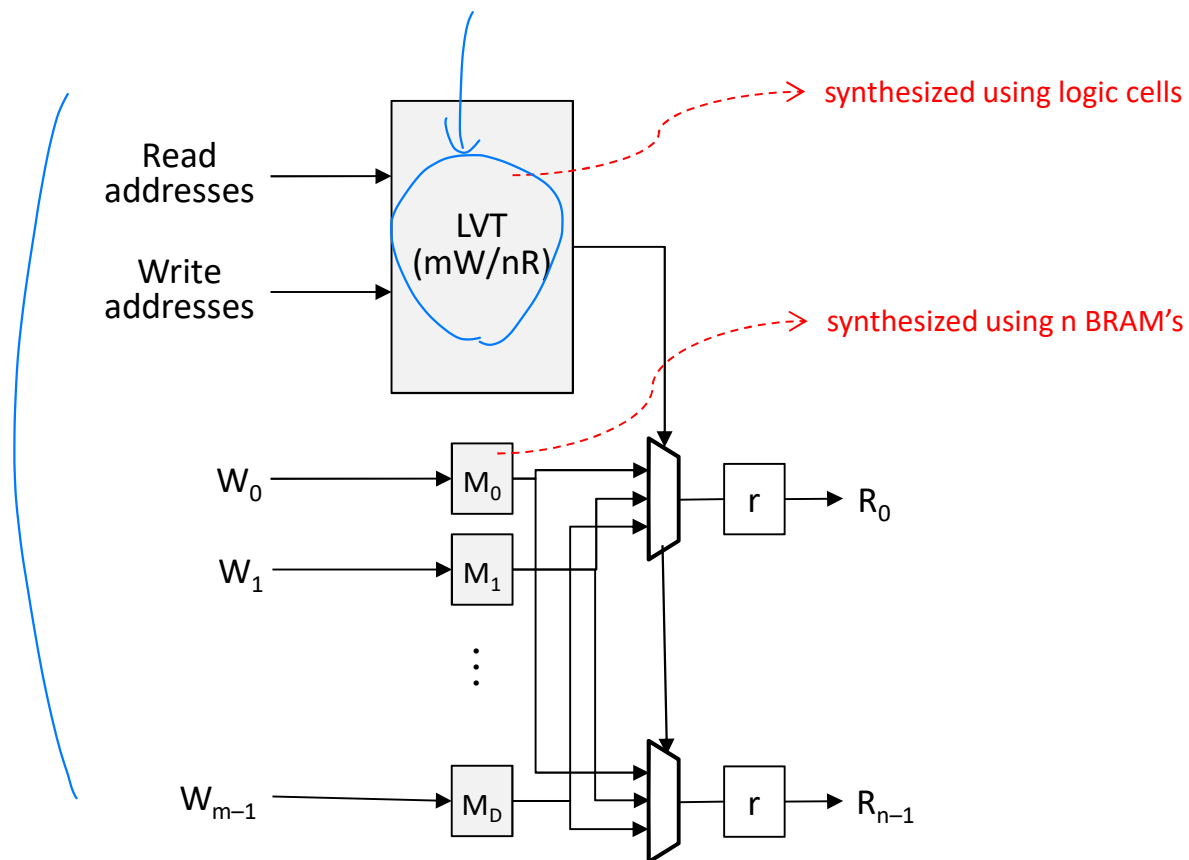 synthesized using logic cells
Read
addresses
LVT
(mW/nR)
Write
addresses
synthesized using n BRAM's
W₀
M₀
r
R₀
W₁
M₁
⋮
Wₘ₋₁
M_D
r
Rₙ₋₁